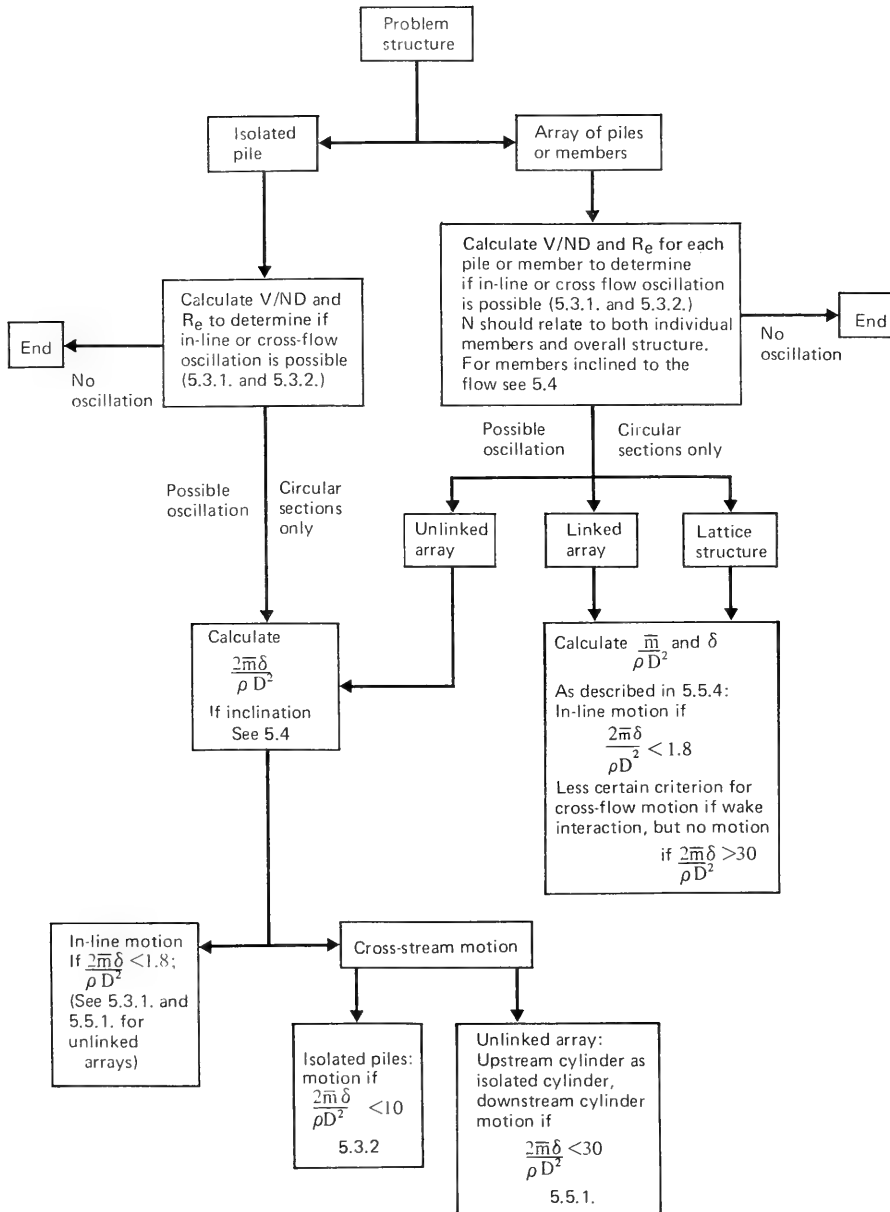 Problem
structure
Isolated
pile
Array of piles
or members
Calculate V/ND and
Re to determine if
in-line or cross-flow
oscillation is possible
(5.3.1. and 5.3.2.)
End
No
oscillation
Calculate V/ND and Re for each
pile or member to determine
if in-line or cross flow oscillation
is possible (5.3.1. and 5.3.2.)
N should relate to both individual
members and overall structure.
For members inclined to the
flow see 5.4
No
oscillation
End
Possible
oscillation
Circular
sections only
Possible
oscillation
Circular
sections
only
Unlinked
array
Linked
array
Lattice
structure
Calculate
2m̅δ
ρ D²
If inclination
See 5.4
Calculate m̅/ρD² and δ
As described in 5.5.4:
In-line motion if
2m̅δ/ρD² < 1.8
Less certain criterion for
cross-flow motion if wake
interaction, but no motion
if 2m̅δ/ρD² >30
In-line motion
If 2m̅δ/ρ D² <1.8;
(See 5.3.1. and
5.5.1. for
unlinked
arrays)
Cross-stream motion
Isolated piles:
motion if
2m̅δ/ρD² <10
5.3.2
Unlinked array:
Upstream cylinder as
isolated cylinder,
downstream cylinder
motion if
2m̅δ/ρD² <30
5.5.1.